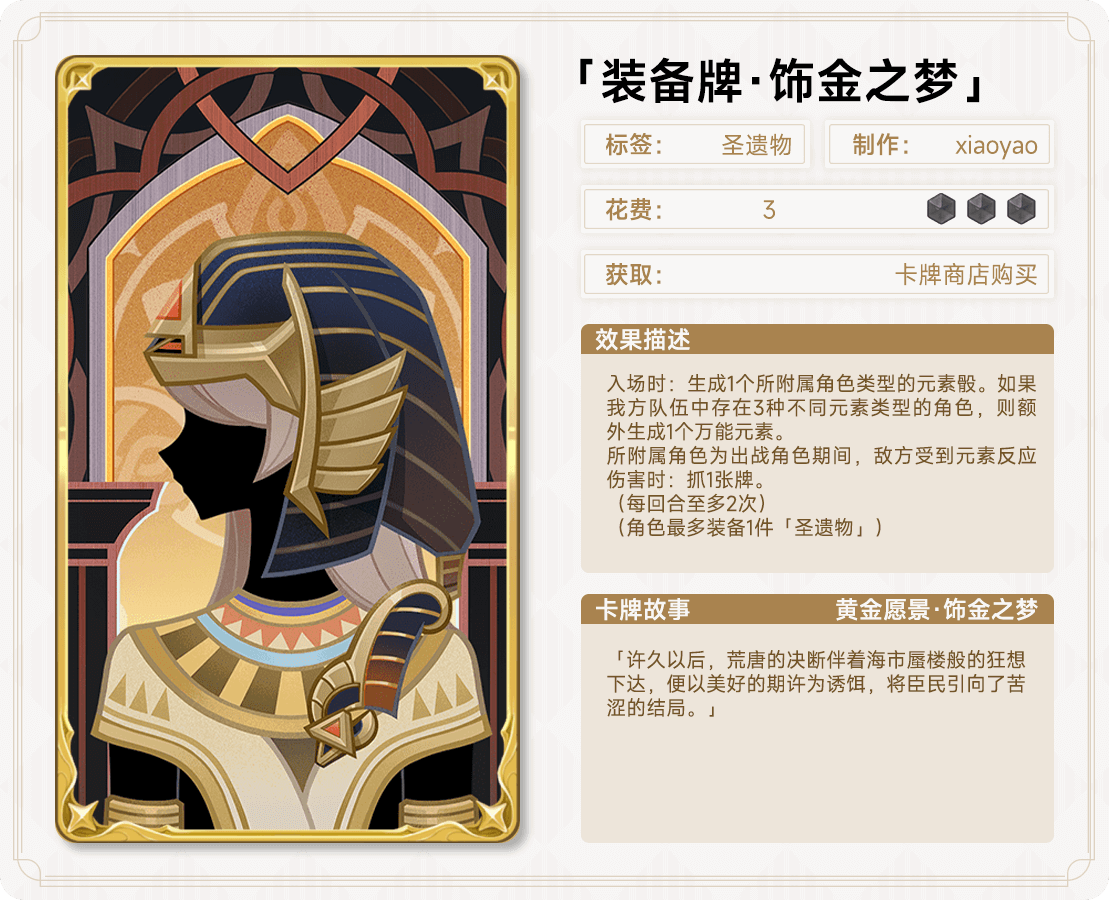 「装备牌·饰金之梦」
标签： 圣遗物 制作： xiaoyao
花费： 3
获取： 卡牌商店购买
效果描述
入场时：生成1个所附属角色类型的元素骰。如果
我方队伍中存在3种不同元素类型的角色，则额
外生成1个万能元素。
所附属角色为出战角色期间，敌方受到元素反应
伤害时：抓1张牌。
（每回合至多2次）
（角色最多装备1件「圣遗物」）
卡牌故事 黄金愿景·饰金之梦
「许久以后，荒唐的决断伴着海市蜃楼般的狂想
下达，便以美好的期许为诱饵，将臣民引向了苦
涩的结局。」